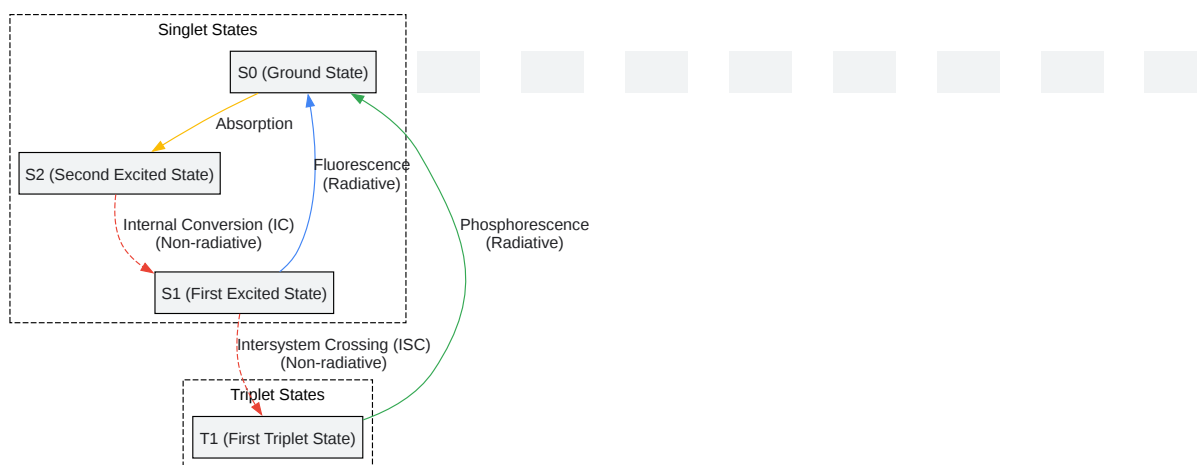 Singlet States
S0 (Ground State)
Absorption
Fluorescence
(Radiative)
S2 (Second Excited State)
Internal Conversion (IC)
(Non-radiative)
Phosphorescence
(Radiative)
S1 (First Excited State)
Intersystem Crossing (ISC)
(Non-radiative)
Triplet States
T1 (First Triplet State)